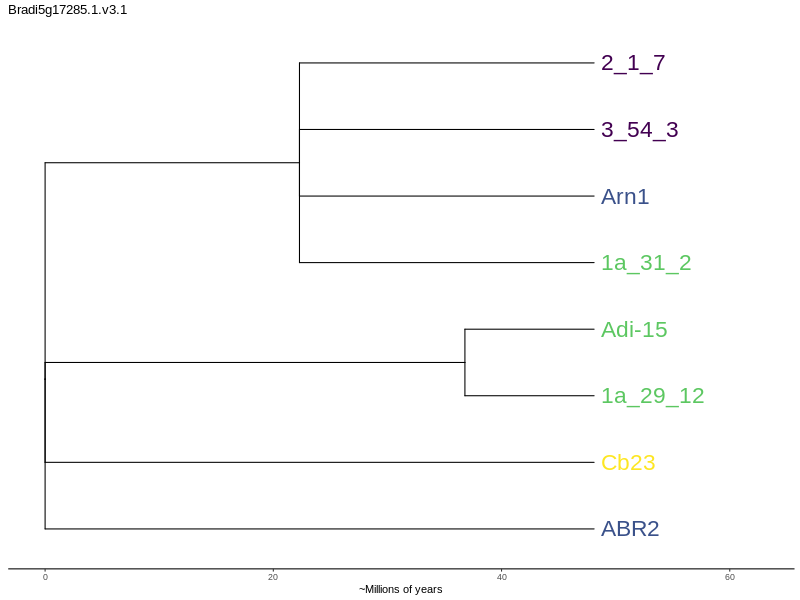 Bradi5g17285.1.v3.1
2_1_7
3_54_3
Arn1
1a_31_2
Adi-15
1a_29_12
Cb23
ABR2
0 20 40 60
~Millions of years